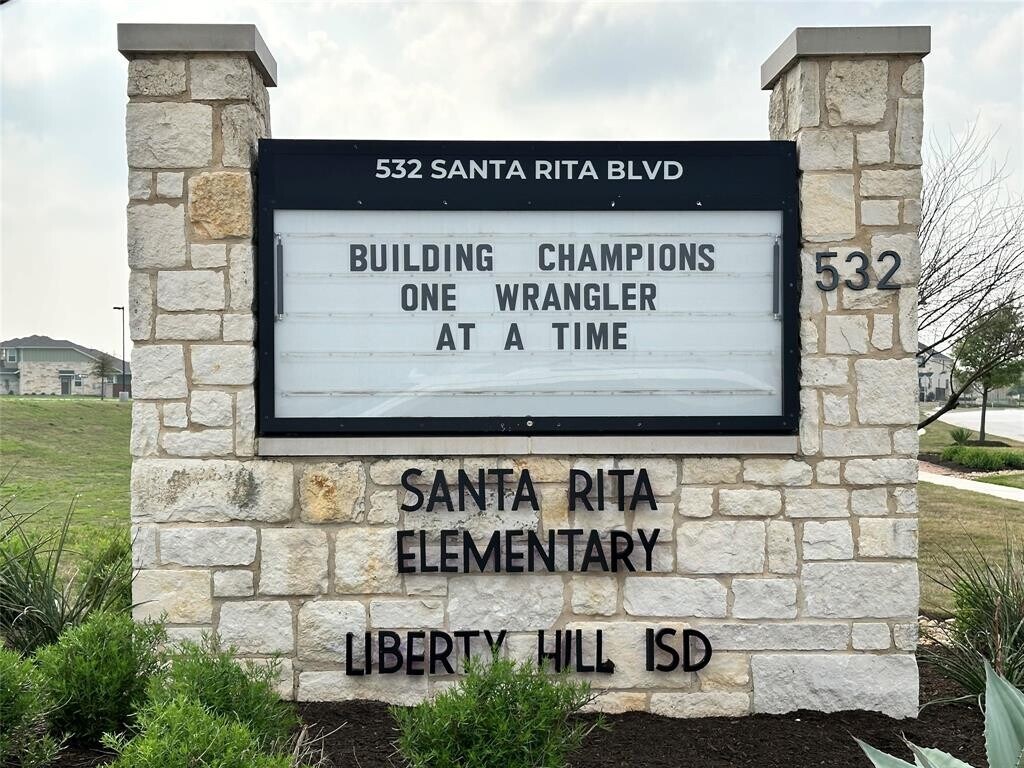 532 SANTA RITA BLVD
BUILDING CHAMPIONS
ONE WRANGLER
AT A TIME
532
SANTA RITA
ELEMENTARY
LIBERTY HILL ISD